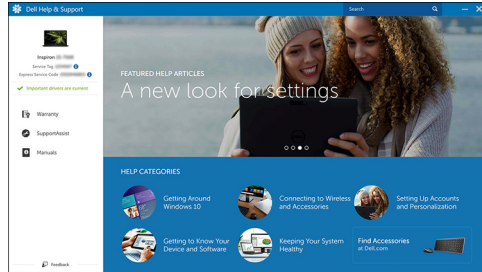 Dell Help & Support
Search
Inspiron
Service Tag
Express Service Code
Important drivers are current
Warranty
SupportAssist
Manuals
Feedback
FEATURED HELP ARTICLES
A new look for settings
HELP CATEGORIES
Getting Around
Windows 10
Connecting to Wireless
and Accessories
Setting Up Accounts
and Personalization
Getting to Know Your
Device and Software
Keeping Your System
Healthy
Find Accessories
at Dell.com